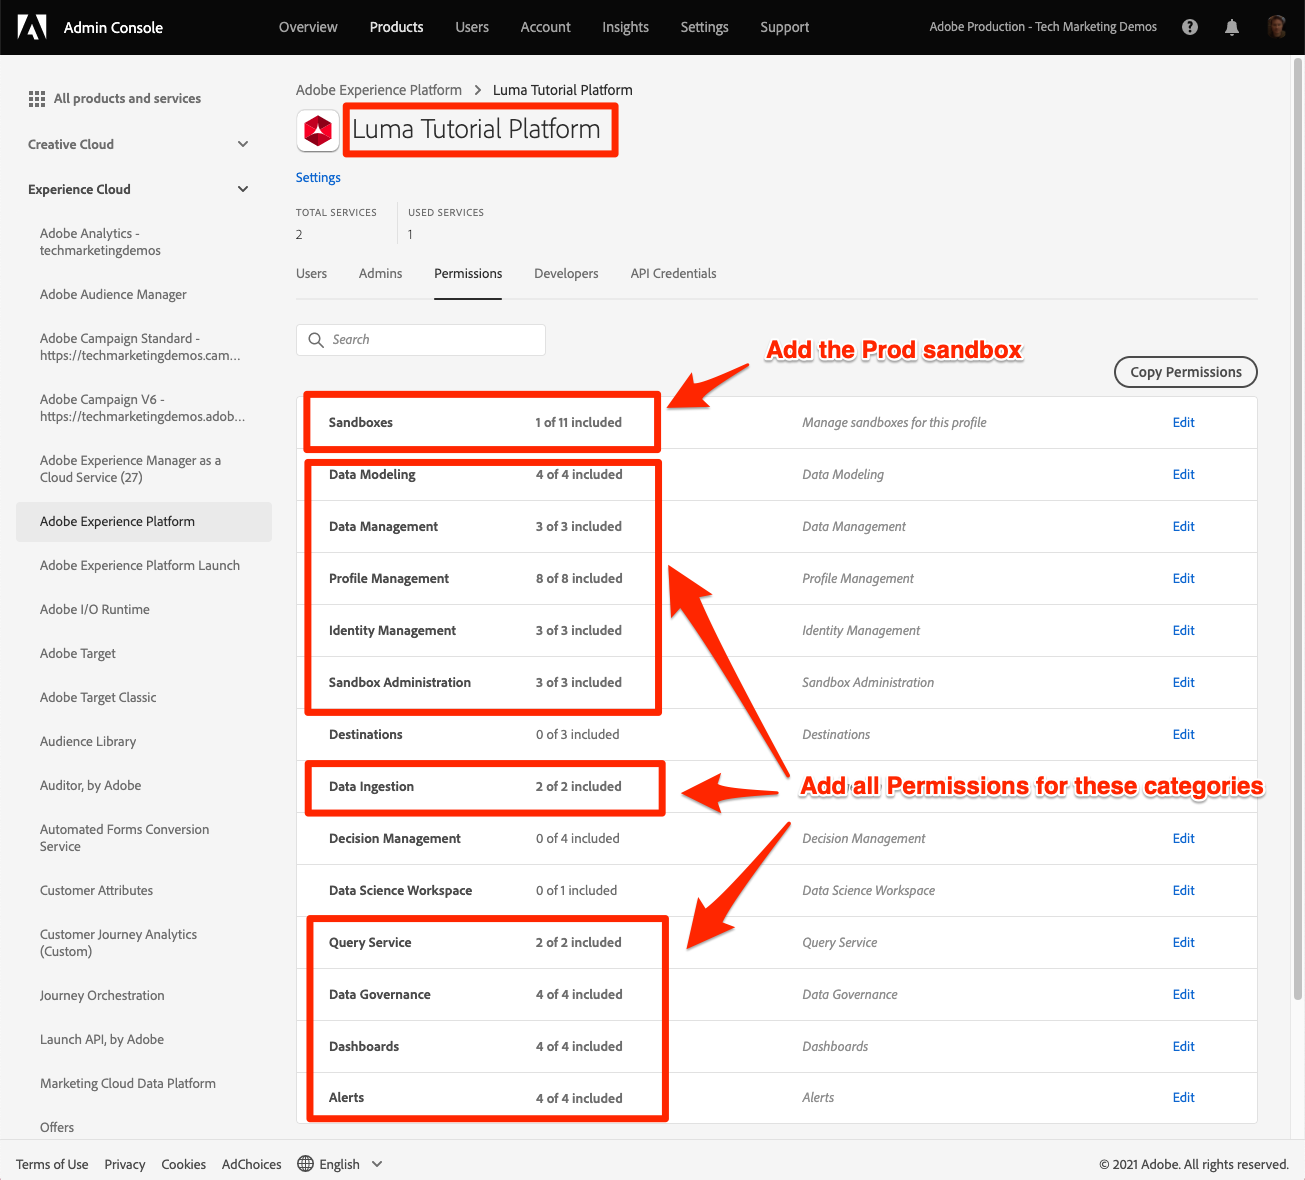 Admin Console
Overview
Products
Users
Account
Insights
Settings
Support
Adobe Production - Tech Marketing Demos
All products and services
Creative Cloud
Experience Cloud
Adobe Analytics -
techmarketingdemos
Adobe Audience Manager
Adobe Campaign Standard -
https://techmarketingdemos.cam...
Adobe Campaign V6 -
https://techmarketingdemos.adob...
Adobe Experience Manager as a
Cloud Service (27)
Adobe Experience Platform
Adobe Experience Platform Launch
Adobe I/O Runtime
Adobe Target
Adobe Target Classic
Audience Library
Auditor, by Adobe
Automated Forms Conversion
Service
Customer Attributes
Customer Journey Analytics
(Custom)
Journey Orchestration
Launch API, by Adobe
Marketing Cloud Data Platform
Offers
Adobe Experience Platform > Luma Tutorial Platform
Luma Tutorial Platform
Settings
TOTAL SERVICES
2
USED SERVICES
1
Users
Admins
Permissions
Developers
API Credentials
Search
Add the Prod sandbox
Copy Permissions
Sandboxes 1 of 11 included Manage sandboxes for this profile Edit
Data Modeling 4 of 4 included Data Modeling Edit
Data Management 3 of 3 included Data Management Edit
Profile Management 8 of 8 included Profile Management Edit
Identity Management 3 of 3 included Identity Management Edit
Sandbox Administration 3 of 3 included Sandbox Administration Edit
Destinations 0 of 3 included Destinations Edit
Data Ingestion 2 of 2 included Edit
Add all Permissions for these categories
Decision Management 0 of 4 included Decision Management Edit
Data Science Workspace 0 of 1 included Data Science Workspace Edit
Query Service 2 of 2 included Query Service Edit
Data Governance 4 of 4 included Data Governance Edit
Dashboards 4 of 4 included Dashboards Edit
Alerts 4 of 4 included Alerts Edit
Terms of Use
Privacy
Cookies
AdChoices
English
© 2021 Adobe. All rights reserved.